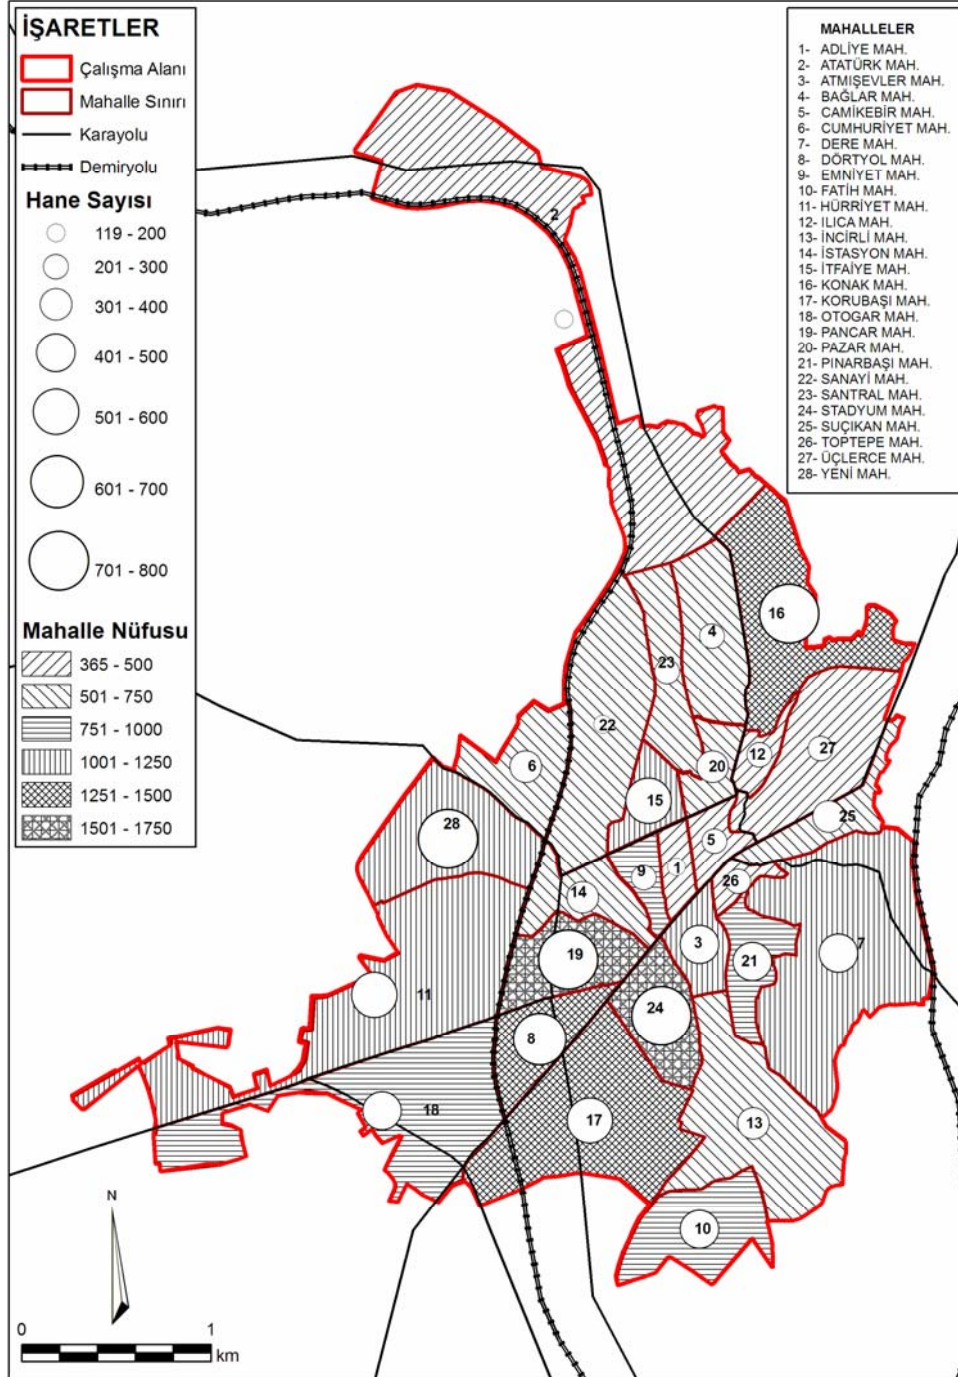 İŞARETLER
Çalışma Alanı
Mahalle Sınırı
Karayolu
Demiryolu
Hane Sayısı
119 - 200
201 - 300
301 - 400
401 - 500
501 - 600
601 - 700
701 - 800
Mahalle Nüfusu
365 - 500
501 - 750
751 - 1000
1001 - 1250
1251 - 1500
1501 - 1750
MAHALLELER
1- ADLİYE MAH.
2- ATATÜRK MAH.
3- ATMIŞEVLER MAH.
4- BAĞLAR MAH.
5- CAMİKEBİR MAH.
6- CUMHURİYET MAH.
7- DERE MAH.
8- DÖRTYOL MAH.
9- EMNİYET MAH.
10- FATİH MAH.
11- HÜRRİYET MAH.
12- ILICA MAH.
13- İNCİRLİ MAH.
14- İSTASYON MAH.
15- İTFAİYE MAH.
16- KONAK MAH.
17- KORUBAŞI MAH.
18- OTOGAR MAH.
19- PANCAR MAH.
20- PAZAR MAH.
21- PINARBAŞI MAH.
22- SANAYİ MAH.
23- SANTRAL MAH.
24- STADYUM MAH.
25- SUÇIKAN MAH.
26- TOPTEPE MAH.
27- ÜÇLERCE MAH.
28- YENİ MAH.
2
16
4
23
22
27
12
20
6
15
25
28
5
1
9
26
14
3
7
21
19
11
24
8
18
17
13
10
N
0 1
km